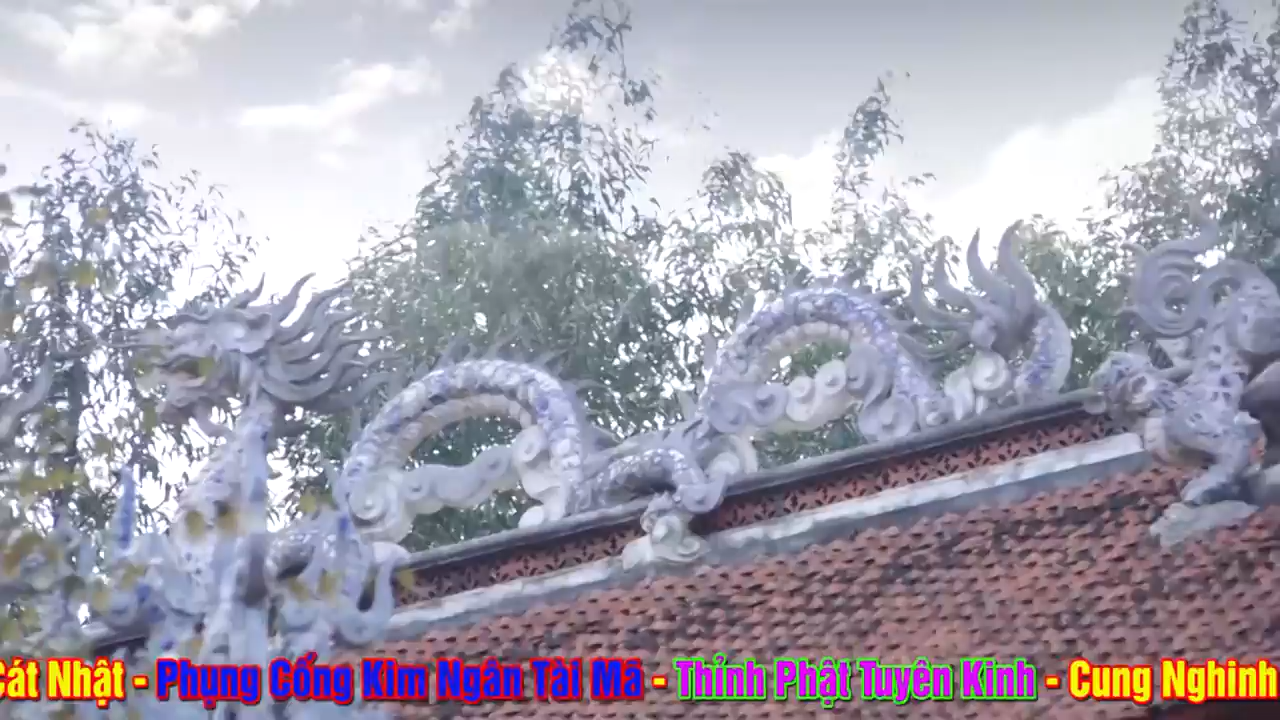 Cát Nhật - Phụng Cống Kim Ngân Tài Mã - Thỉnh Phật Tuyên Kinh - Cung Nghinh